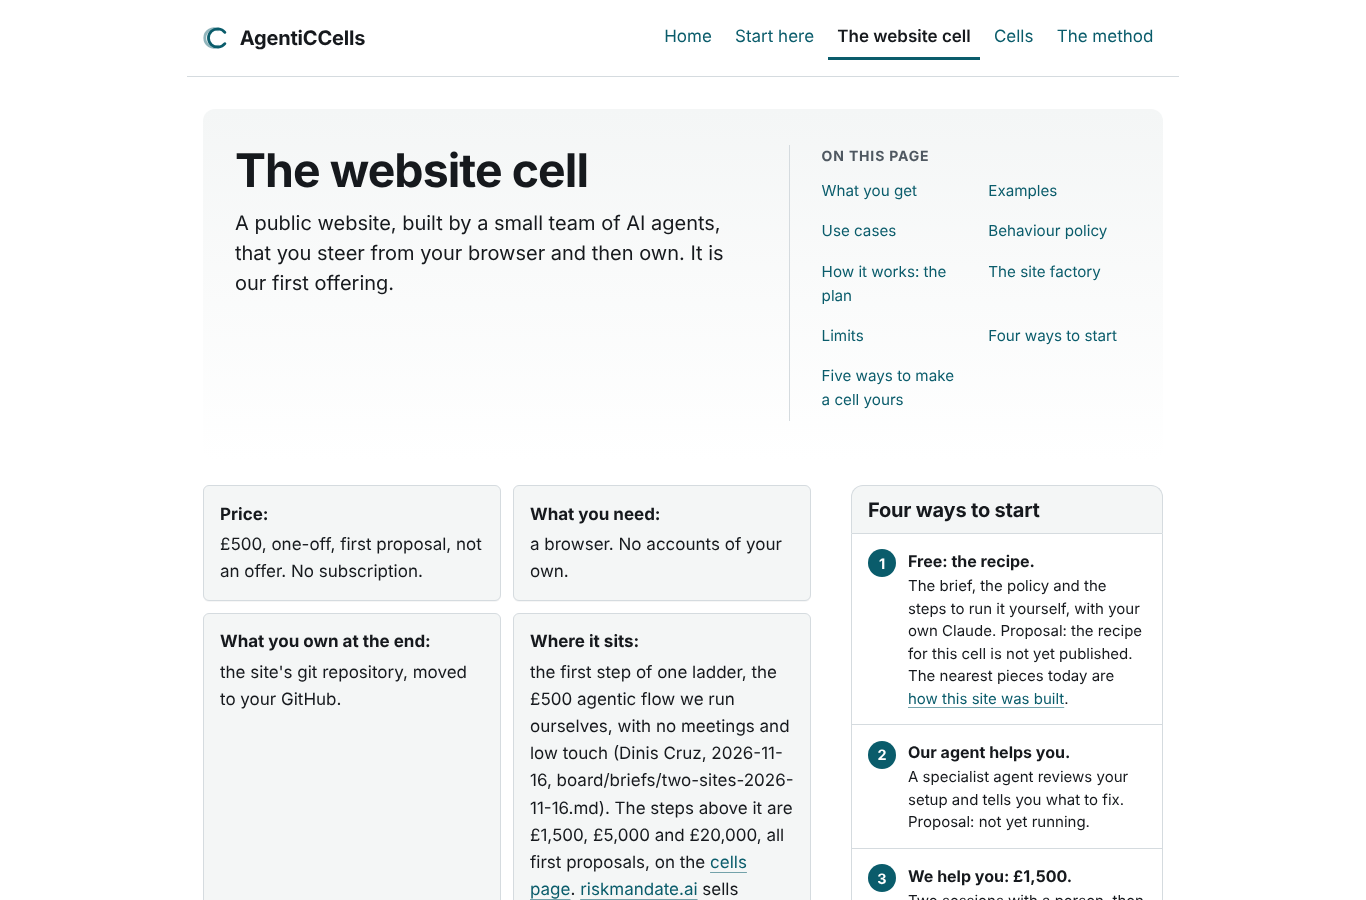 AgentiCCells
Home
Start here
The website cell
Cells
The method
The website cell
A public website, built by a small team of AI agents,
that you steer from your browser and then own. It is
our first offering.
ON THIS PAGE
What you get
Examples
Use cases
Behaviour policy
How it works: the
plan
The site factory
Limits
Four ways to start
Five ways to make
a cell yours
Price:
£500, one-off, first proposal, not
an offer. No subscription.
What you need:
a browser. No accounts of your
own.
What you own at the end:
the site's git repository, moved
to your GitHub.
Where it sits:
the first step of one ladder, the
£500 agentic flow we run
ourselves, with no meetings and
low touch (Dinis Cruz, 2026-11-
16, board/briefs/two-sites-2026-
11-16.md). The steps above it are
£1,500, £5,000 and £20,000, all
first proposals, on the cells
page. riskmandate.ai sells
Four ways to start
1
Free: the recipe.
The brief, the policy and the
steps to run it yourself, with your
own Claude. Proposal: the recipe
for this cell is not yet published.
The nearest pieces today are
how this site was built.
2
Our agent helps you.
A specialist agent reviews your
setup and tells you what to fix.
Proposal: not yet running.
3
We help you: £1,500.
Two sessions with a person, then